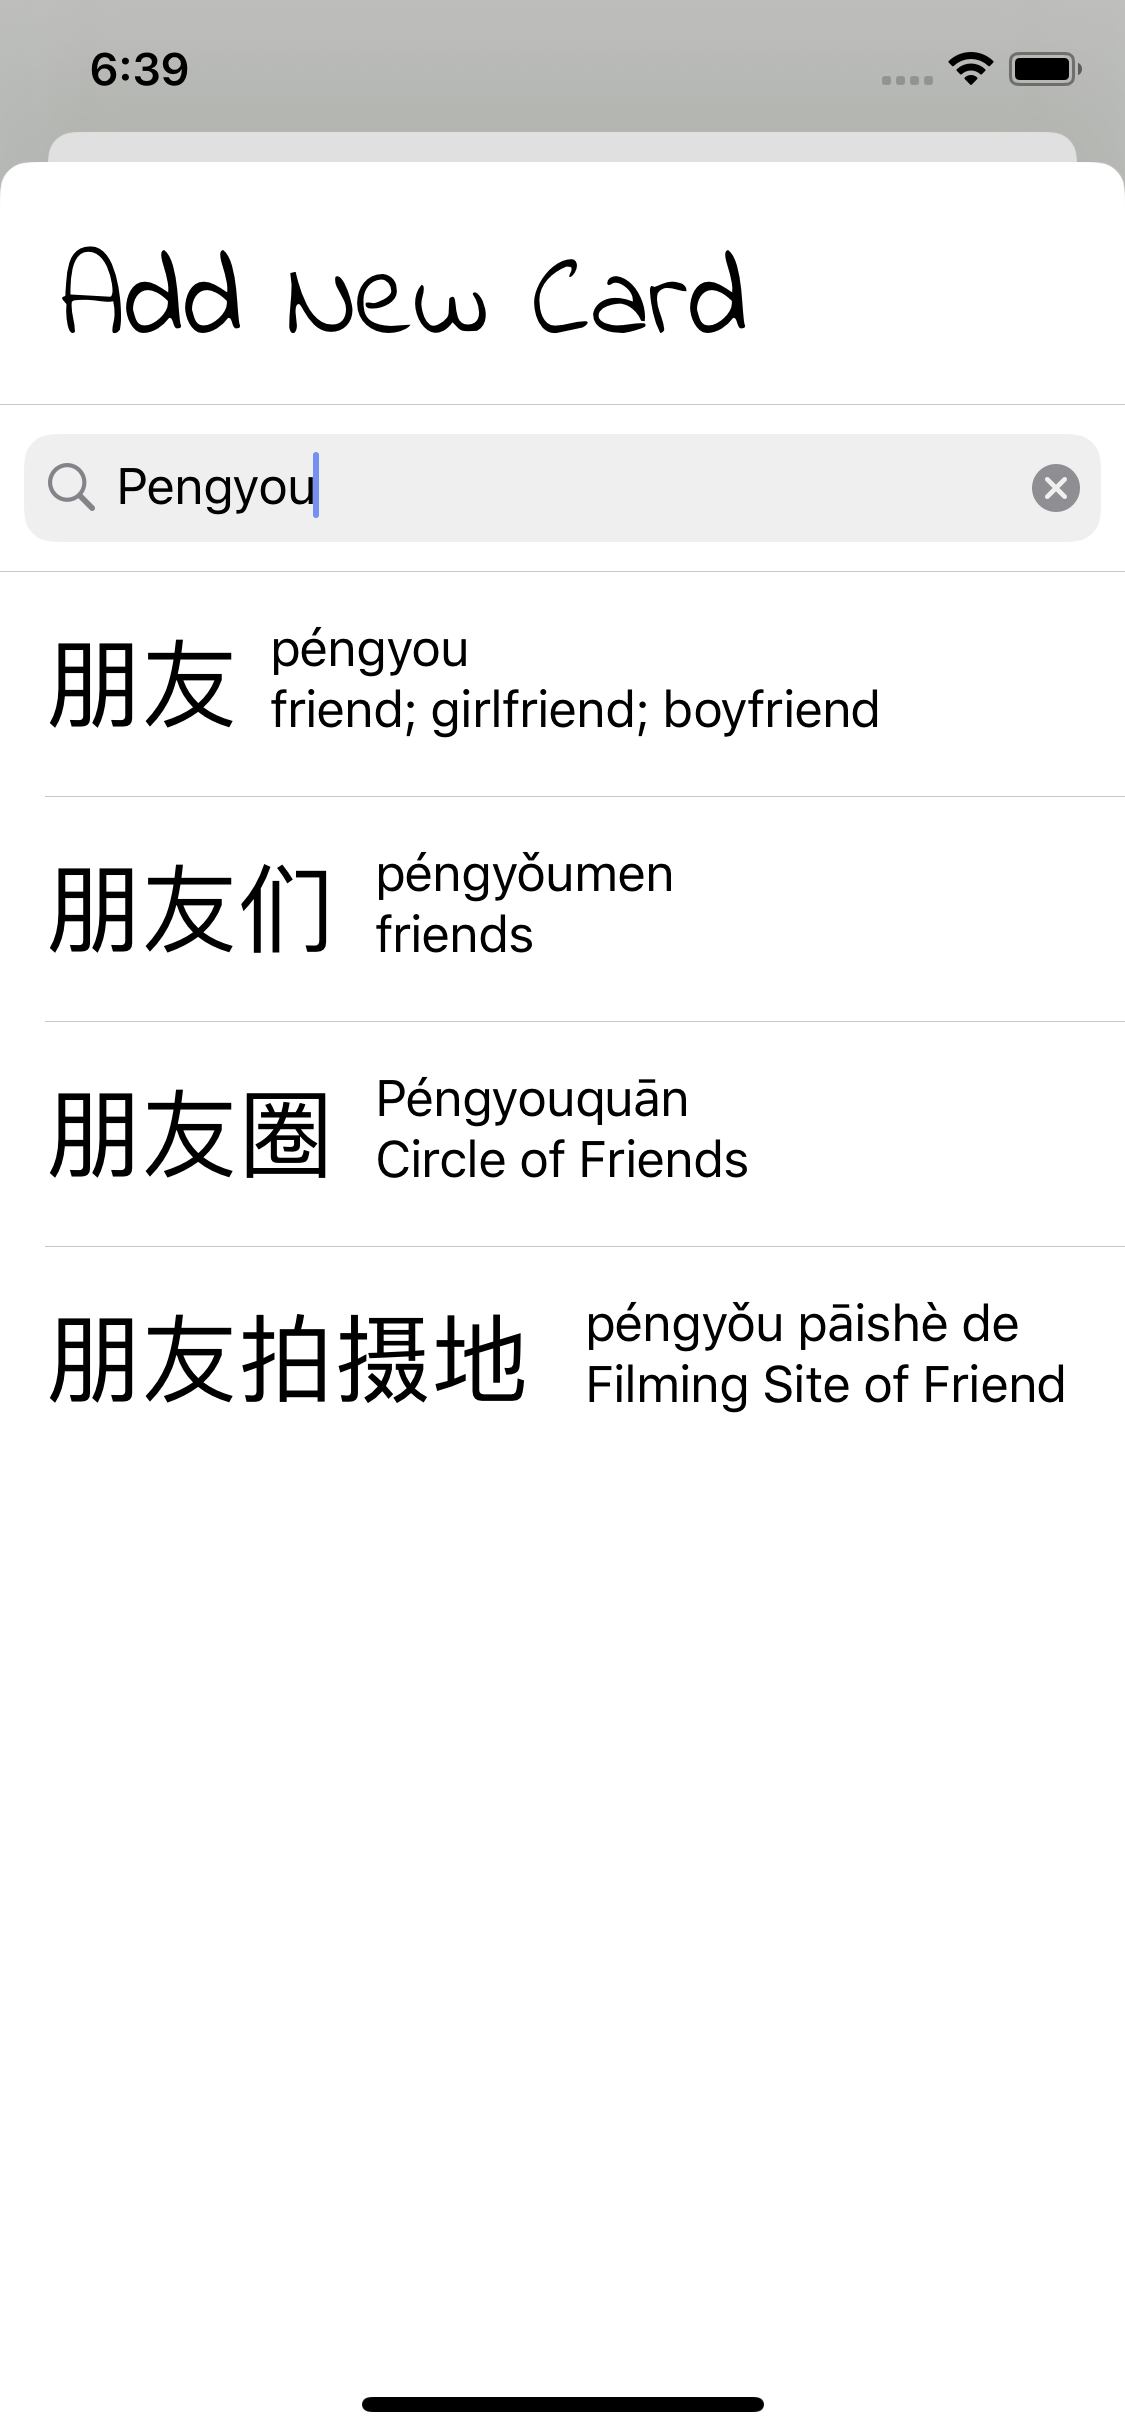 6:39
Add New Card
Pengyou
朋友
péngyou
friend; girlfriend; boyfriend
朋友们
péngyǒumen
friends
朋友圈
Péngyouquān
Circle of Friends
朋友拍摄地
péngyǒu pāishè de
Filming Site of Friend